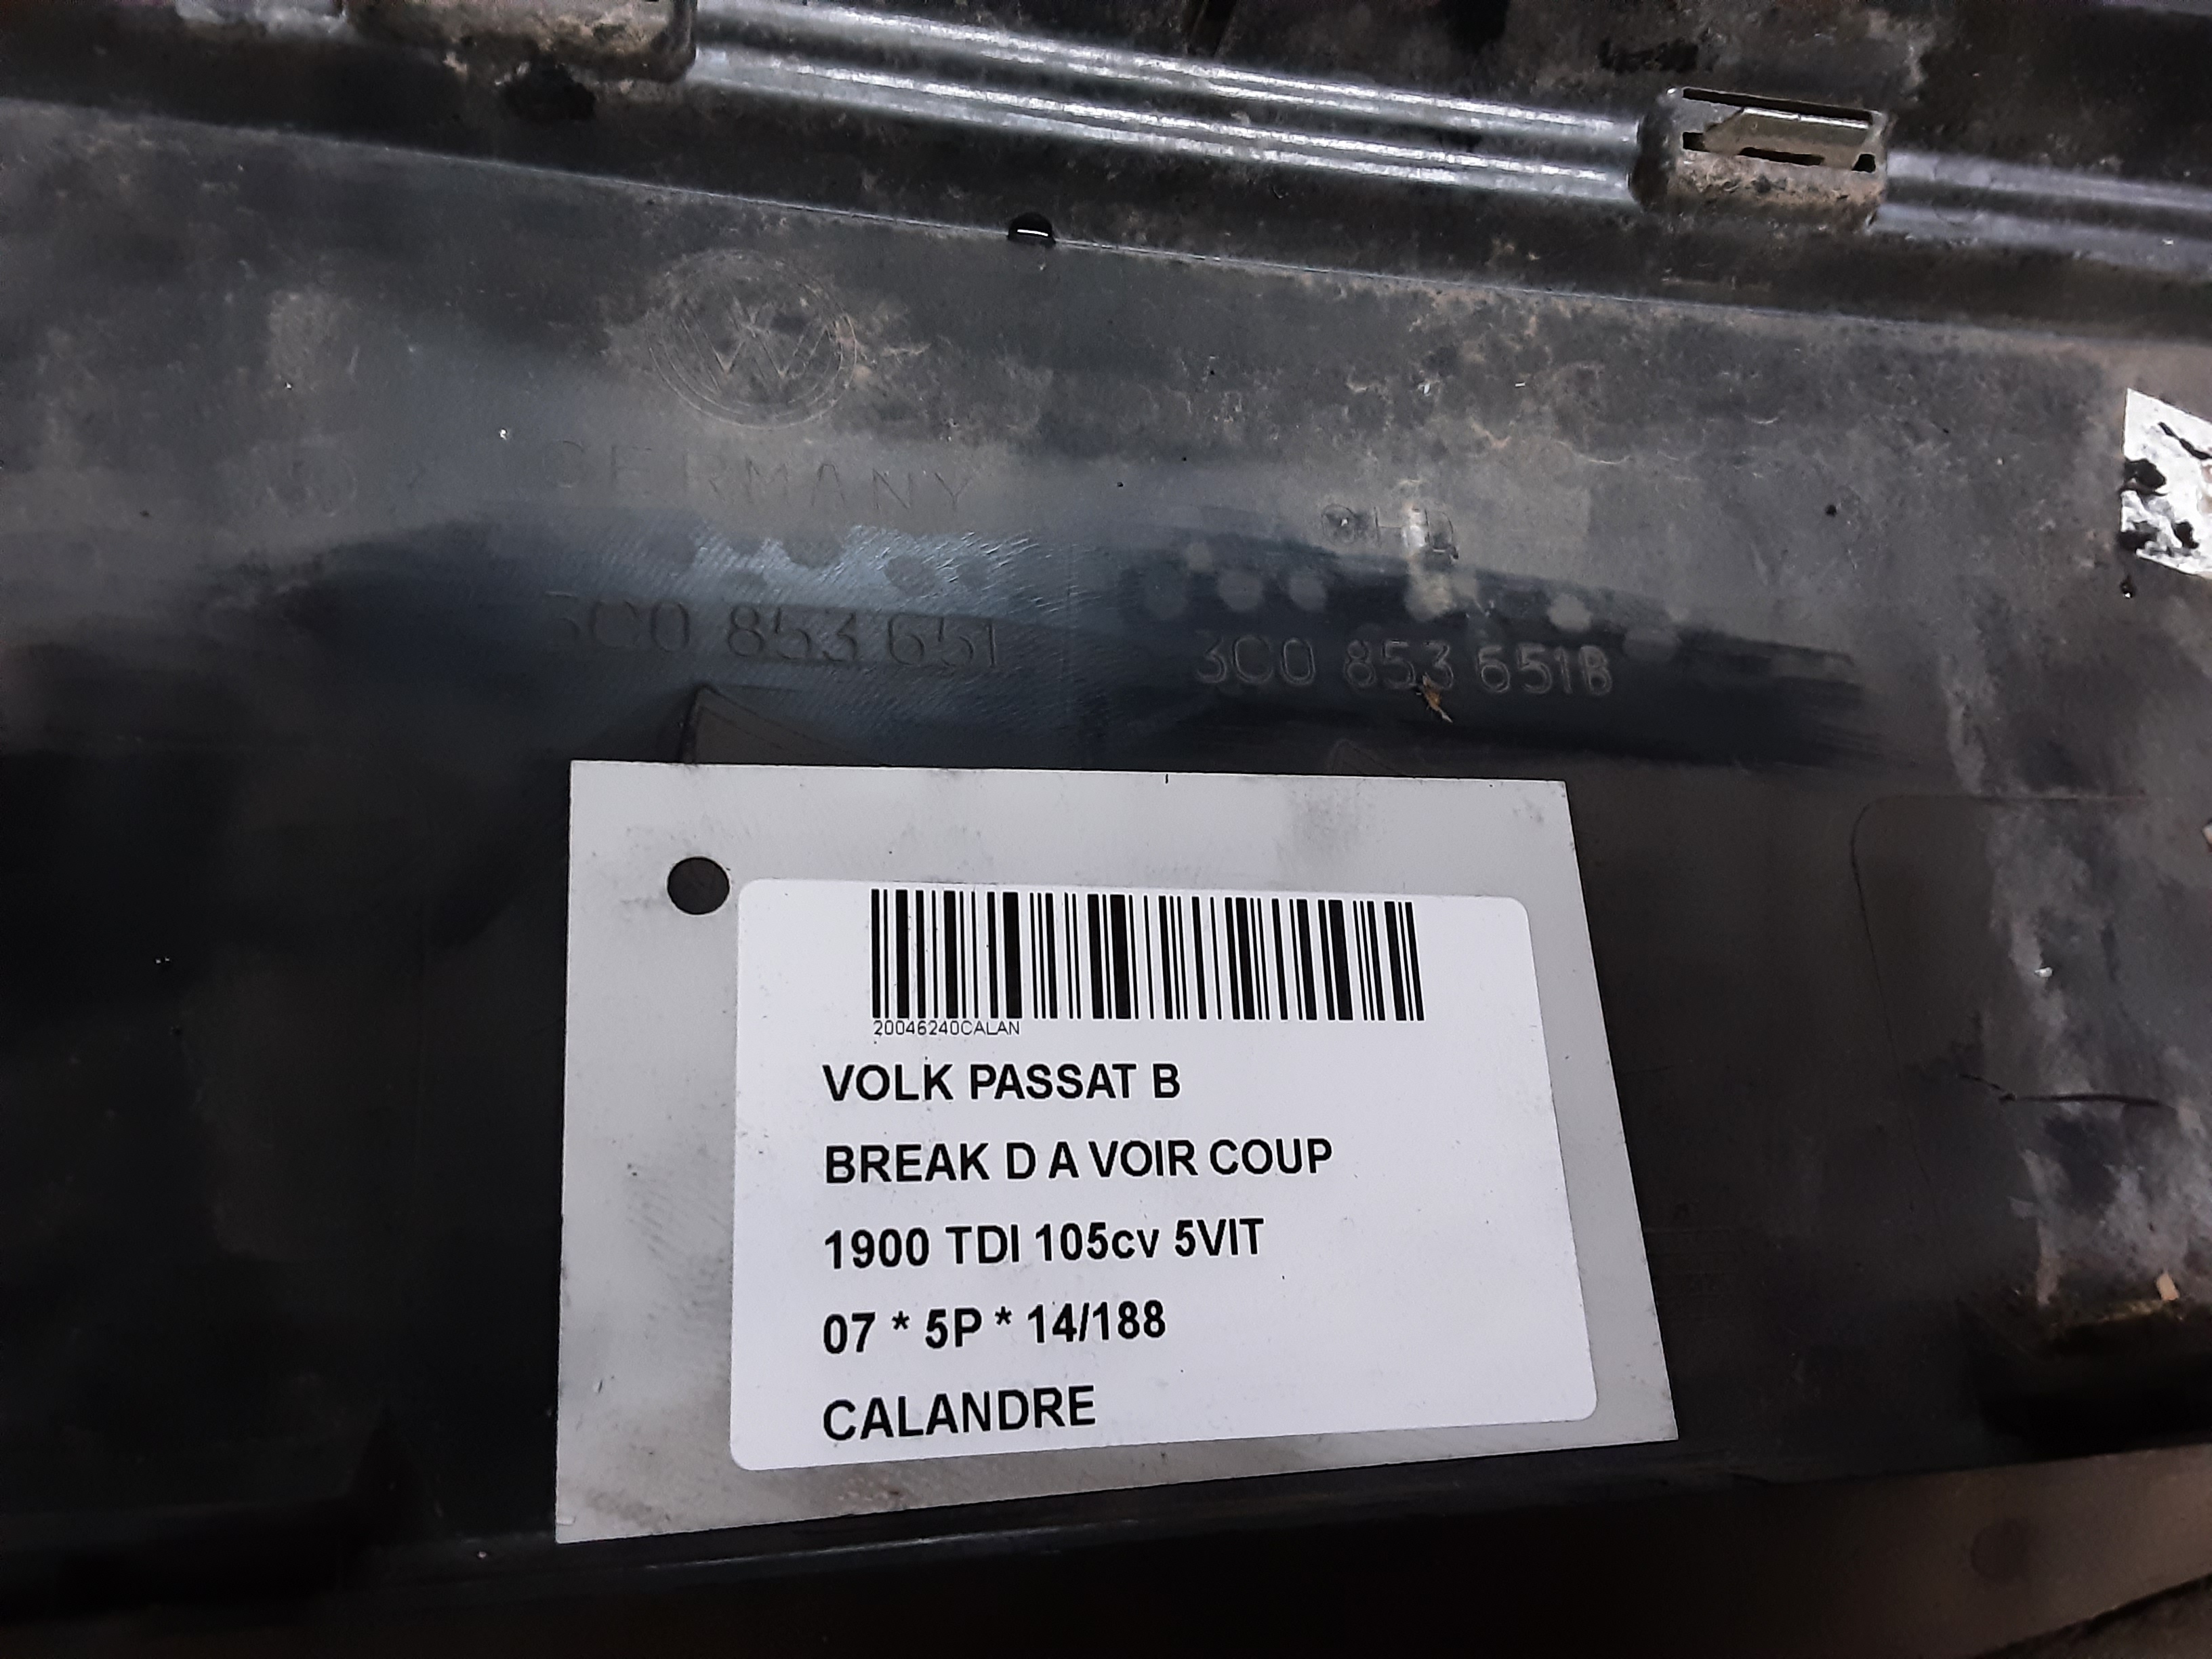 GERMANY
3C0 853 651
3C0 853 651B
20046240CALAN
VOLK PASSAT B
BREAK D A VOIR COUP
1900 TDI 105cv 5VIT
07 * 5P * 14/188
CALANDRE